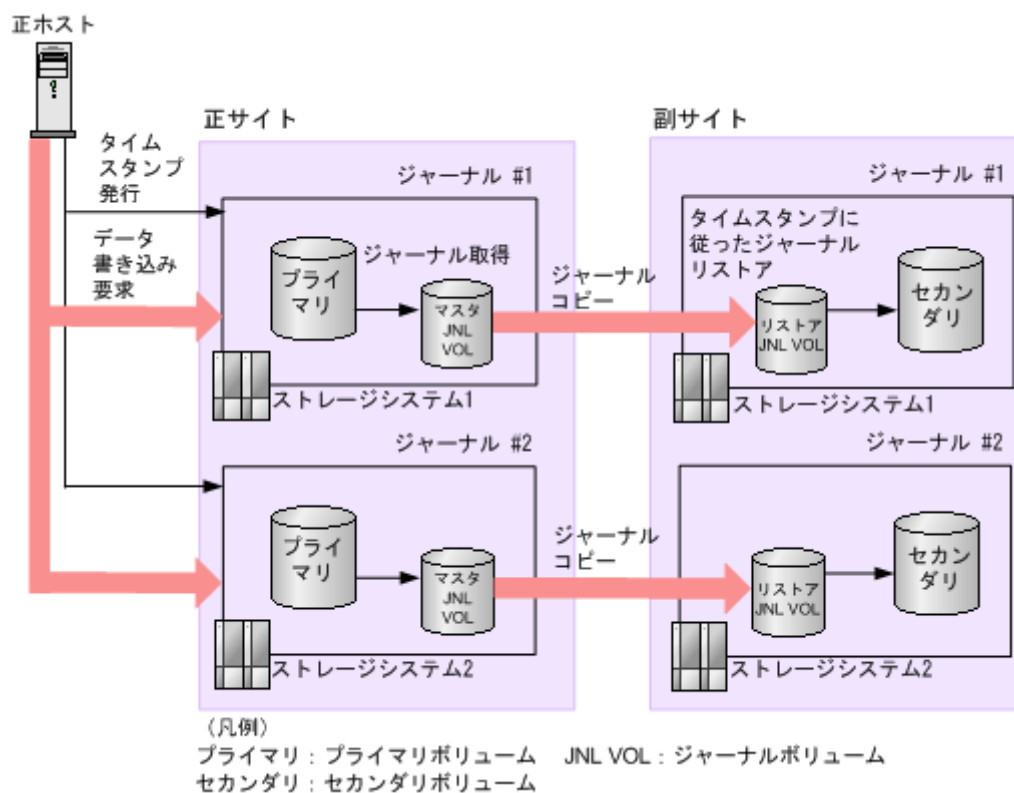 正ホスト
正サイト
副サイト
タイム
スタンプ
発行
データ
書き込み
要求
ジャーナル #1
プライ
マリ
ジャーナル取得
マスタ
JNL
VOL
ストレージシステム1
ジャーナル
コピー
ジャーナル #1
タイムスタンプに
従ったジャーナル
リストア
リストア
JNL VOL
セカン
ダリ
ストレージシステム1
ジャーナル #2
プライ
マリ
マスタ
JNL
VOL
ストレージシステム2
ジャーナル
コピー
ジャーナル #2
リストア
JNL VOL
セカン
ダリ
ストレージシステム2
(凡例)
プライマリ：プライマリボリューム JNL VOL：ジャーナルボリューム
セカンダリ：セカンダリボリューム